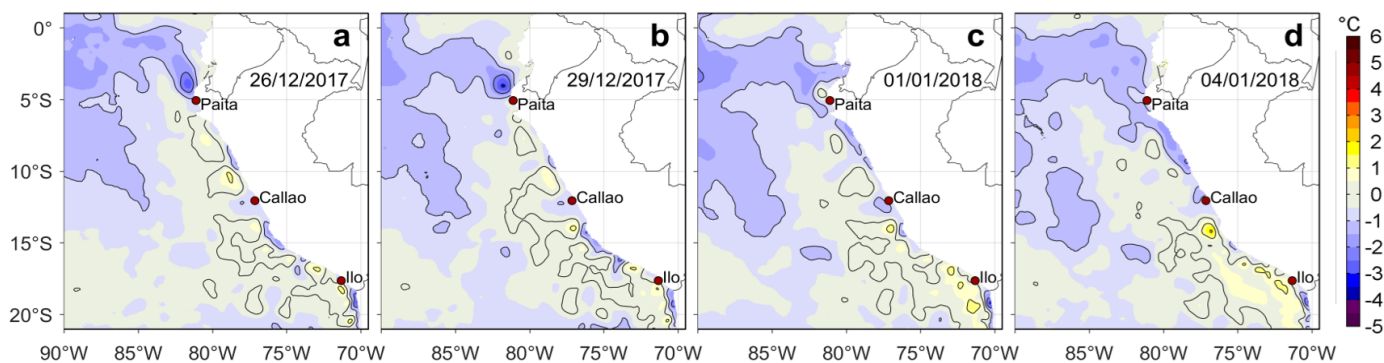 a b c d °C
0° 26/12/2017 29/12/2017 01/01/2018 04/01/2018 6
5°S Paita Paita Paita Paita 5
4
3
10°S 2
1
Callao Callao Callao Callao 0
15°S -1
-2
Ilo Ilo Ilo Ilo -3
20°S -4
-5
90°W 85°W 80°W 75°W 70°W 85°W 80°W 75°W 70°W 85°W 80°W 75°W 70°W 85°W 80°W 75°W 70°W